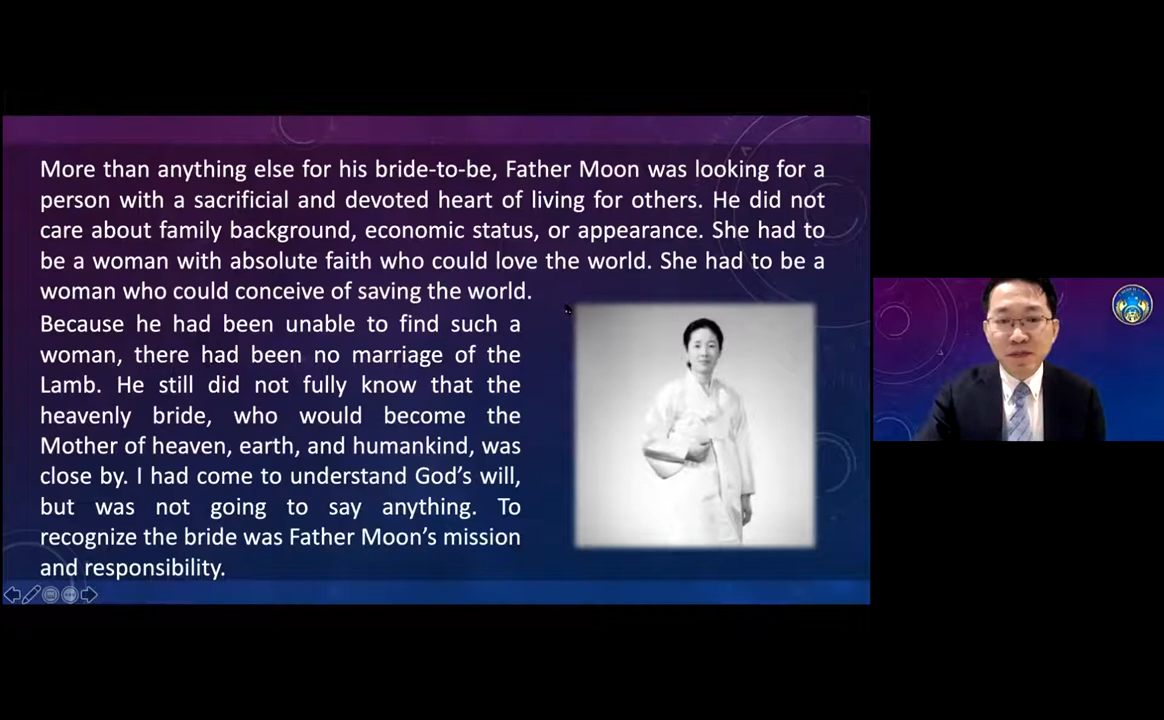 More than anything else for his bride-to-be, Father Moon was looking for a
person with a sacrificial and devoted heart of living for others. He did not
care about family background, economic status, or appearance. She had to
be a woman with absolute faith who could love the world. She had to be a
woman who could conceive of saving the world.
Because he had been unable to find such a
woman, there had been no marriage of the
Lamb. He still did not fully know that the
heavenly bride, who would become the
Mother of heaven, earth, and humankind, was
close by. I had come to understand God’s will,
but was not going to say anything. To
recognize the bride was Father Moon’s mission
and responsibility.